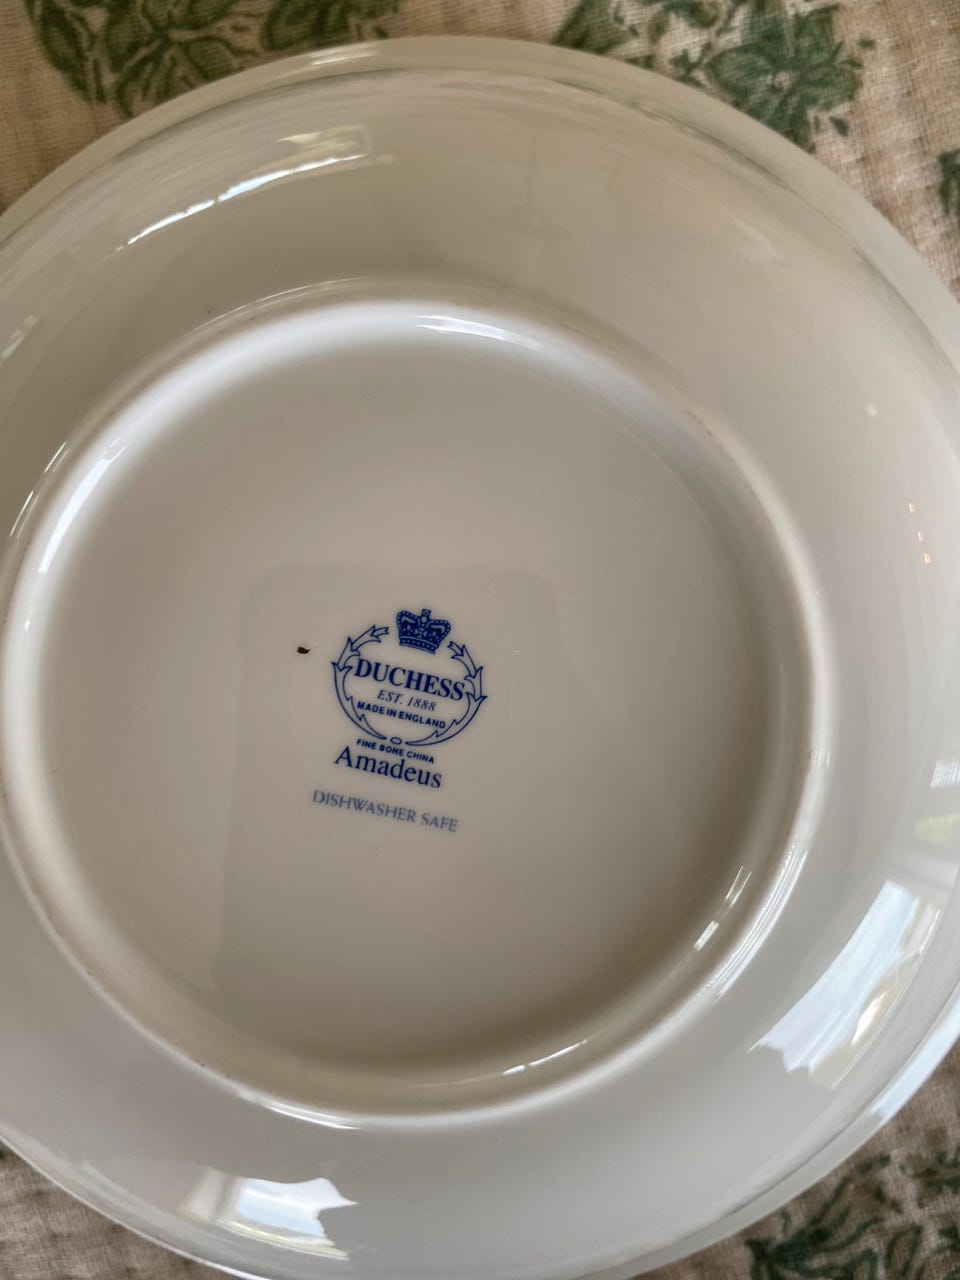 DUCHESS
EST. 1888
MADE IN ENGLAND
FINE BONE CHINA
Amadeus
DISHWASHER SAFE